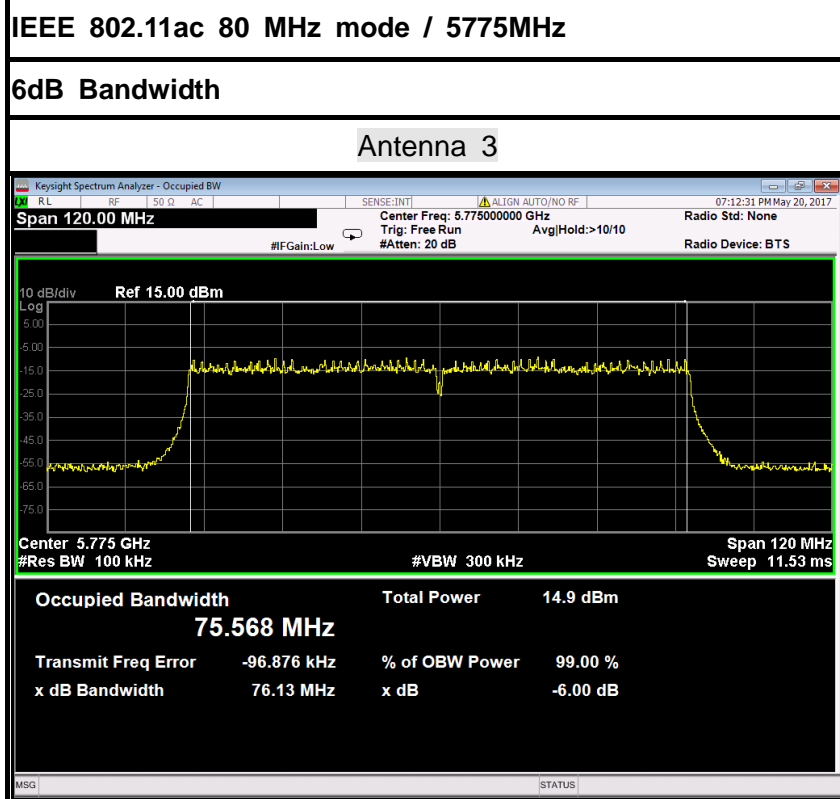 IEEE 802.11ac 80 MHz mode / 5775MHz
6dB Bandwidth
Antenna 3
Keysight Spectrum Analyzer - Occupied BW
LXI RL RF 50 Ω AC SENSE:INT ALIGN AUTO/NO RF 07:12:31 PM May 20, 2017
Span 120.00 MHz Center Freq: 5.775000000 GHz Radio Std: None
Trig: Free Run Avg|Hold:>10/10
#IFGain:Low #Atten: 20 dB Radio Device: BTS
10 dB/div Ref 15.00 dBm
Log
5.00
-5.00
-15.0
-25.0
-35.0
-45.0
-55.0
-65.0
-75.0
Center 5.775 GHz Span 120 MHz
#Res BW 100 kHz #VBW 300 kHz Sweep 11.53 ms
Occupied Bandwidth Total Power 14.9 dBm
75.568 MHz
Transmit Freq Error -96.876 kHz % of OBW Power 99.00 %
x dB Bandwidth 76.13 MHz x dB -6.00 dB
MSG STATUS